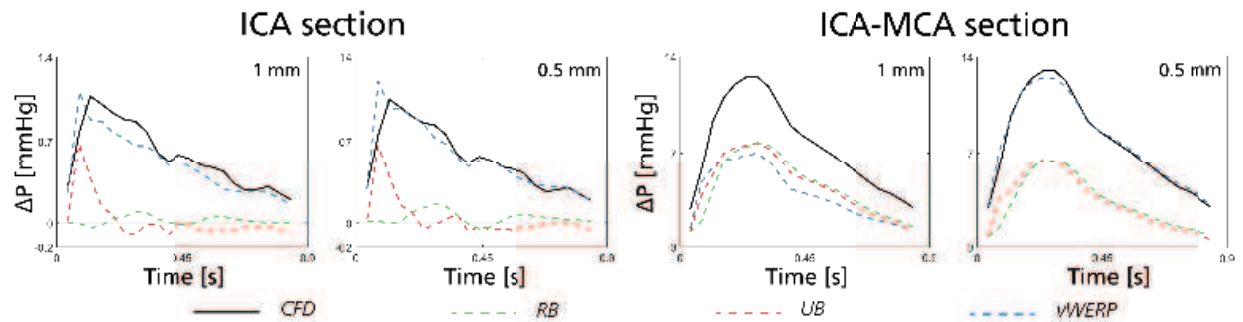 ICA section
ICA-MCA section
1 mm
0.5 mm
1 mm
0.5 mm
ΔP [mmHg]
ΔP [mmHg]
1.4
0.7
0
-0.2
14
0.7
0
-0.2
14
7
14
7
0
0.45
0
0.45
0.9
0
0.45
0
0.45
0.9
Time [s]
Time [s]
Time [s]
Time [s]
CFD
RB
UB
vWERP